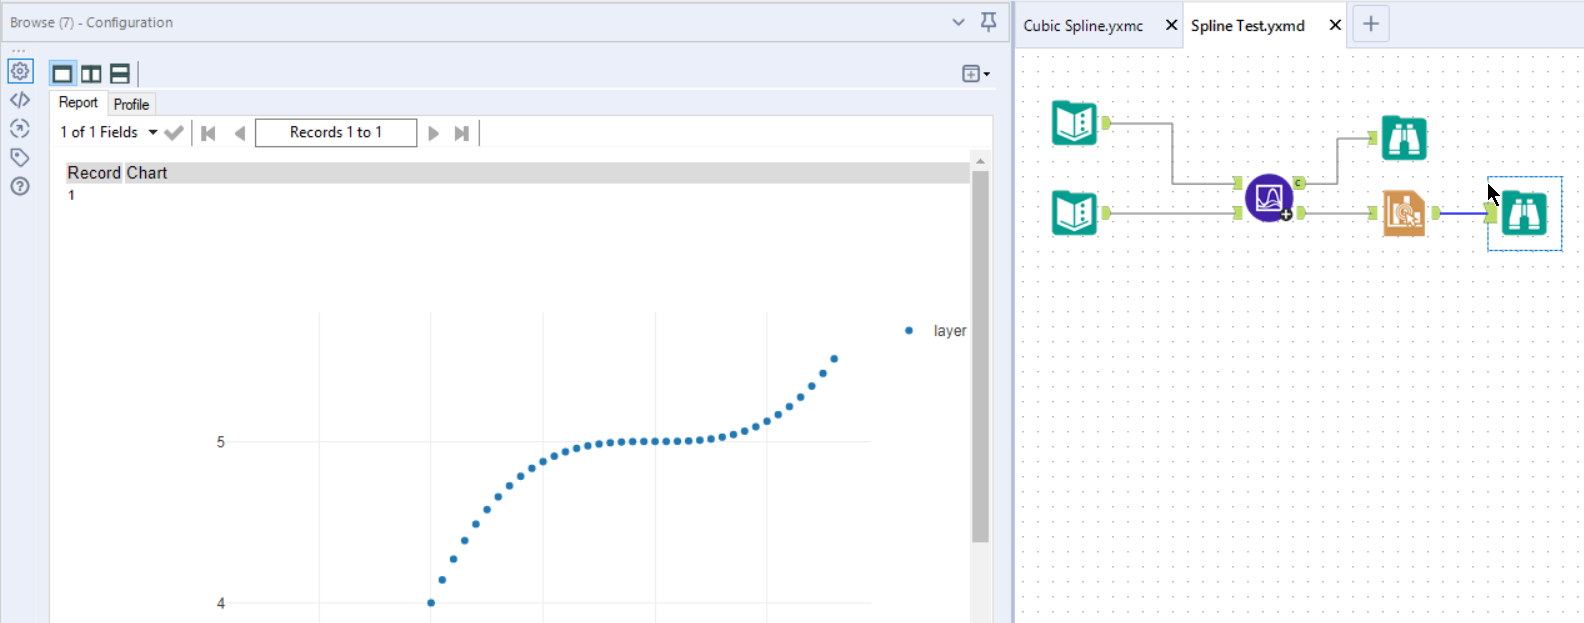 Browse (7) - Configuration
Cubic Spline.yxmc
Spline Test.yxmd
Report
Profile
1 of 1 Fields
Records 1 to 1
Record Chart
1
layer
5
4
C